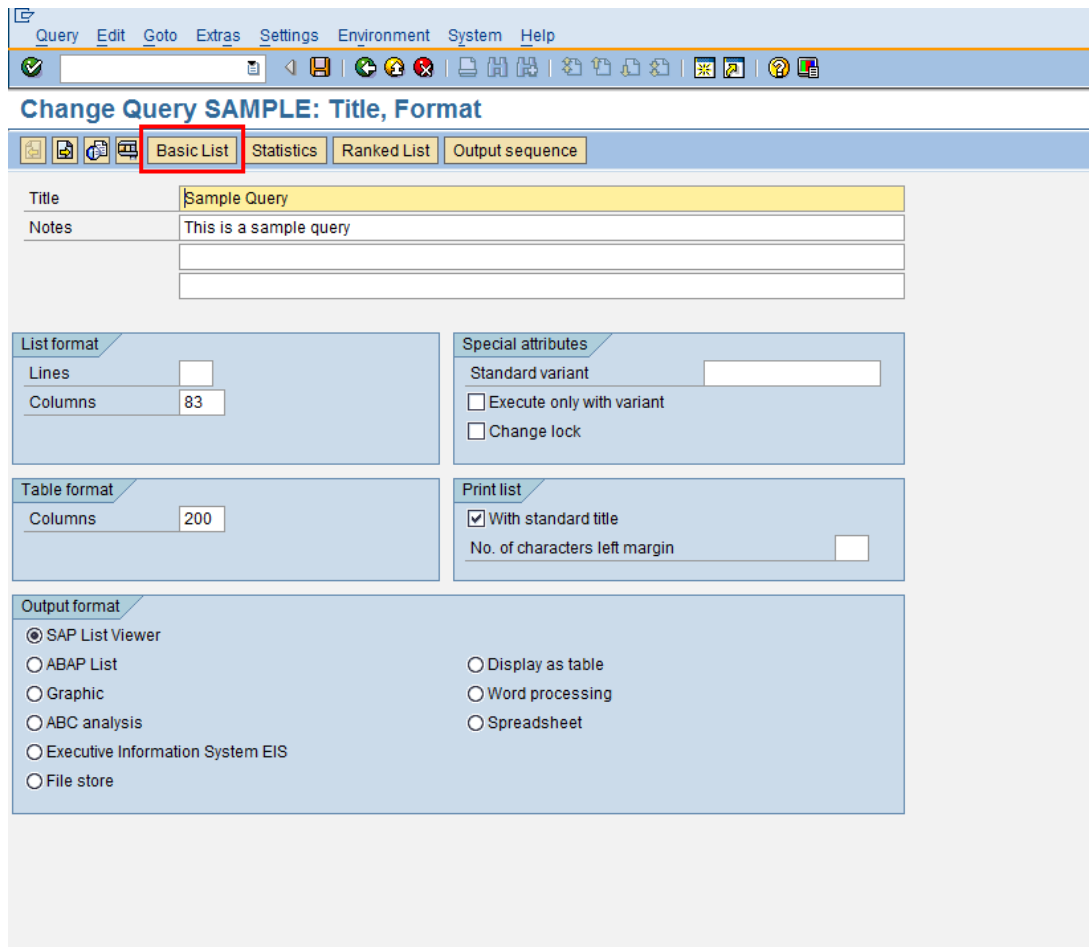 Query Edit Goto Extras Settings Environment System Help
Change Query SAMPLE: Title, Format
Basic List Statistics Ranked List Output sequence
Title Sample Query
Notes This is a sample query
List format Special attributes
Lines Standard variant
Columns 83 Execute only with variant
Change lock
Table format Print list
Columns 200 With standard title
No. of characters left margin
Output format
SAP List Viewer
ABAP List Display as table
Graphic Word processing
ABC analysis Spreadsheet
Executive Information System EIS
File store